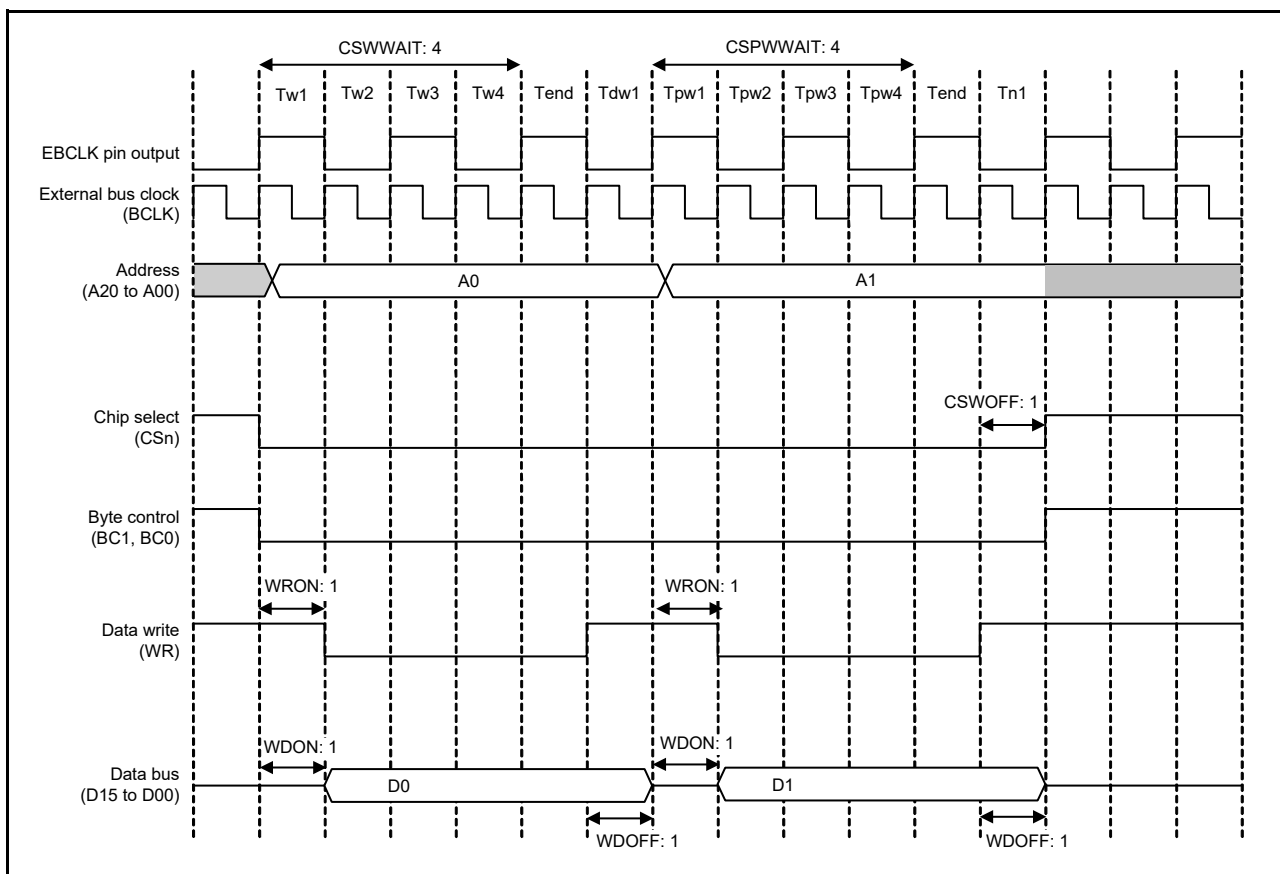 CSWWAIT: 4 CSPWWAIT: 4
Tw1 Tw2 Tw3 Tw4 Tend Tdw1 Tpw1 Tpw2 Tpw3 Tpw4 Tend Tn1
EBCLK pin output
External bus clock
(BCLK)
Address
(A20 to A00)
A0 A1
CSWOFF: 1
Chip select
(CSn)
Byte control
(BC1, BC0)
WRON: 1 WRON: 1
Data write
(WR)
WDON: 1 WDON: 1
Data bus
(D15 to D00)
D0 D1
WDOFF: 1 WDOFF: 1